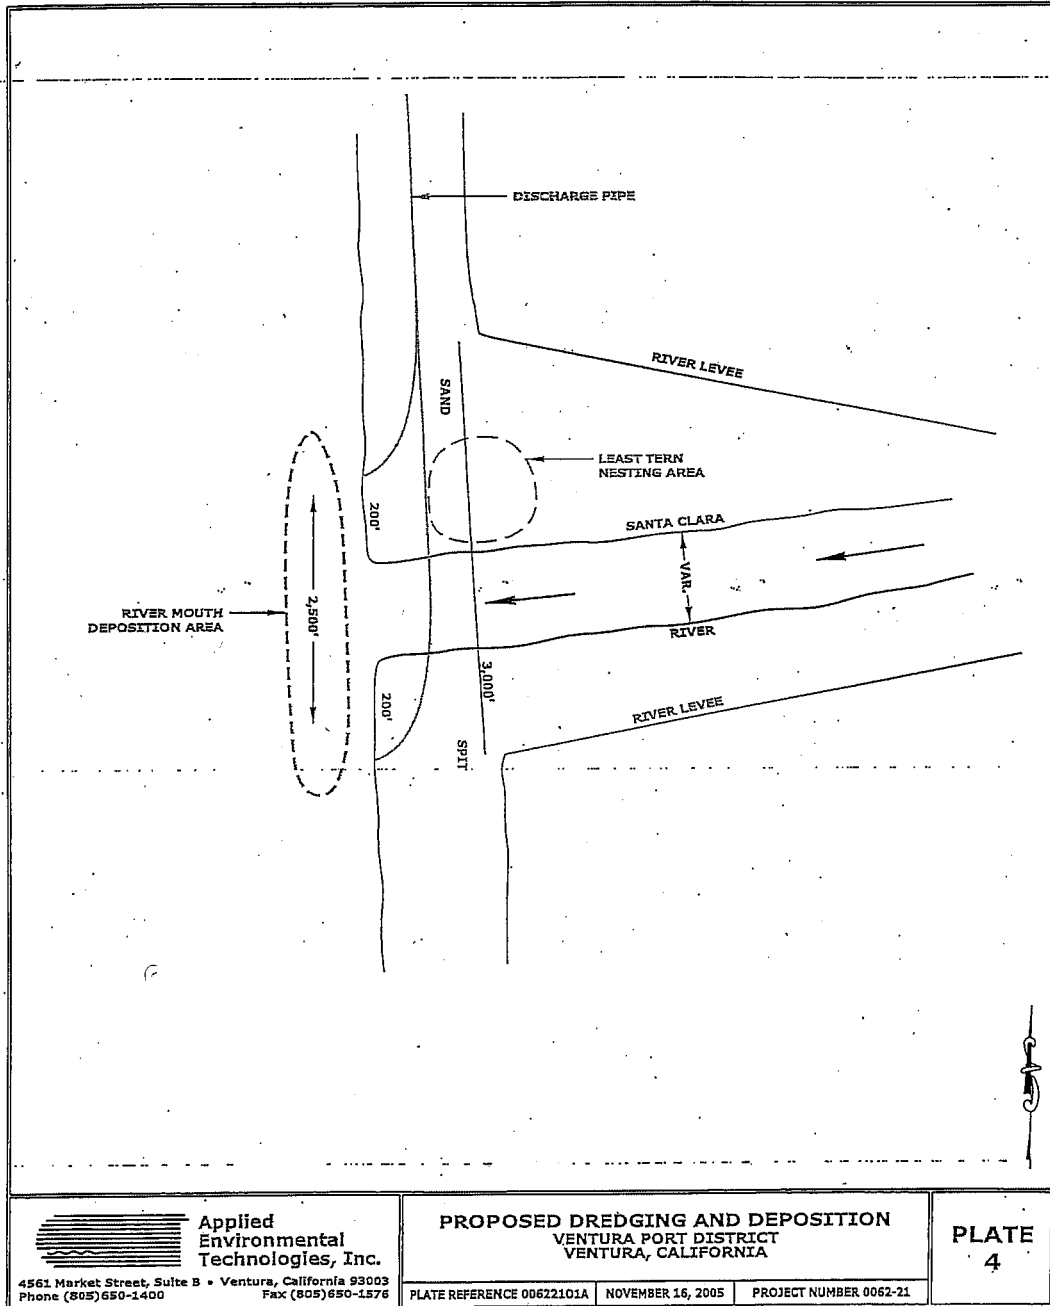 DISCHARGE PIPE
RIVER LEVEE
SAND
LEAST TERN
NESTING AREA
200'
SANTA CLARA
VAR.
2,500'
RIVER MOUTH
DEPOSITION AREA
RIVER
3,000'
200'
RIVER LEVEE
SPIT
Applied
Environmental
Technologies, Inc.
4561 Market Street, Suite B • Ventura, California 93003
Phone (805)650-1400 Fax (805)650-1576
PROPOSED DREDGING AND DEPOSITION
VENTURA PORT DISTRICT
VENTURA, CALIFORNIA
PLATE REFERENCE 00622101A
NOVEMBER 16, 2005
PROJECT NUMBER 0062-21
PLATE
4